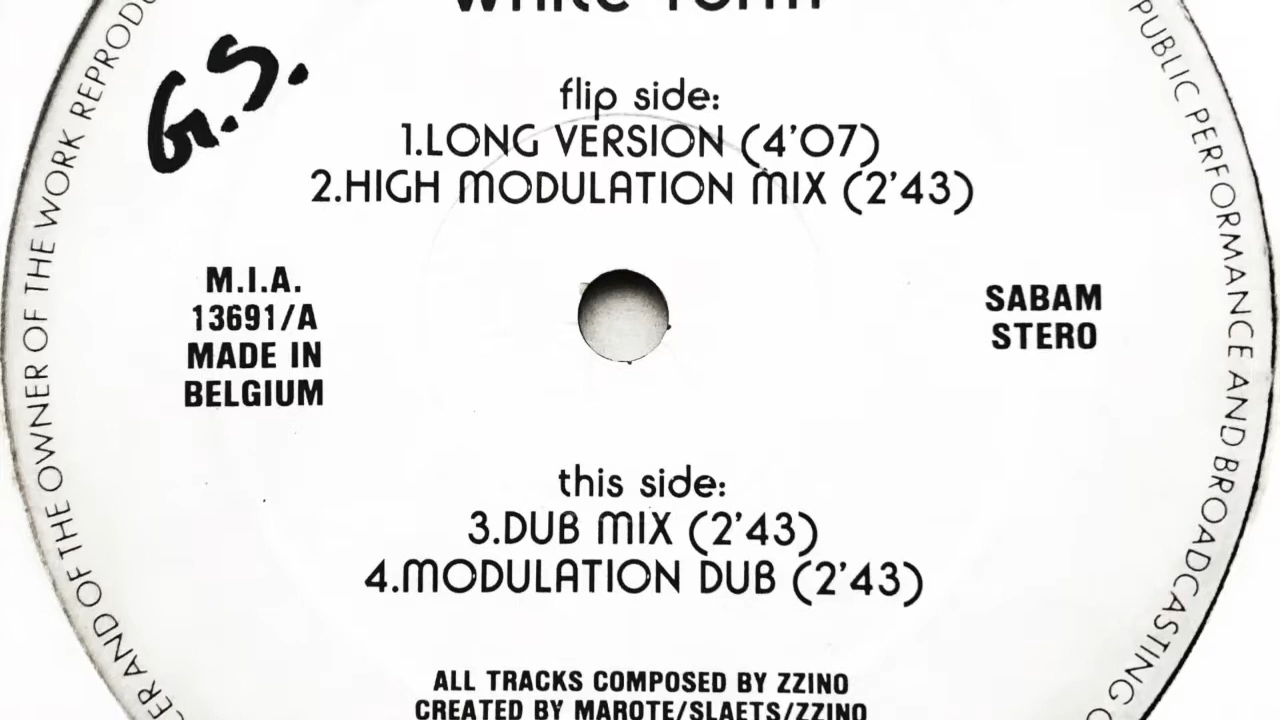 white form
G.S.
flip side:
1.LONG VERSION (4'07)
2.HIGH MODULATION MIX (2'43)
M.I.A.
13691/A
MADE IN
BELGIUM
SABAM
STERO
this side:
3.DUB MIX (2'43)
4.MODULATION DUB (2'43)
ALL TRACKS COMPOSED BY ZZINO
CREATED BY MAROTE/SLAETS/ZZINO
AND OF THE OWNER OF THE WORK
PUBLIC PERFORMANCE AND BROADCASTING